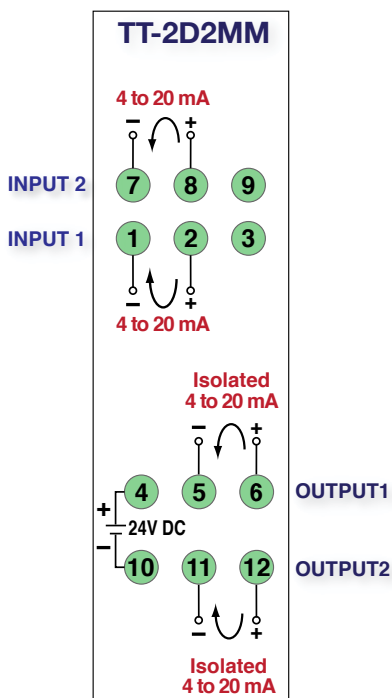 TT-2D2MM
4 to 20 mA
− +
INPUT 2 7 8 9
INPUT 1 1 2 3
− +
4 to 20 mA
Isolated
4 to 20 mA
− +
4 5 6 OUTPUT1
+
24V DC
−
10 11 12 OUTPUT2
− +
Isolated
4 to 20 mA